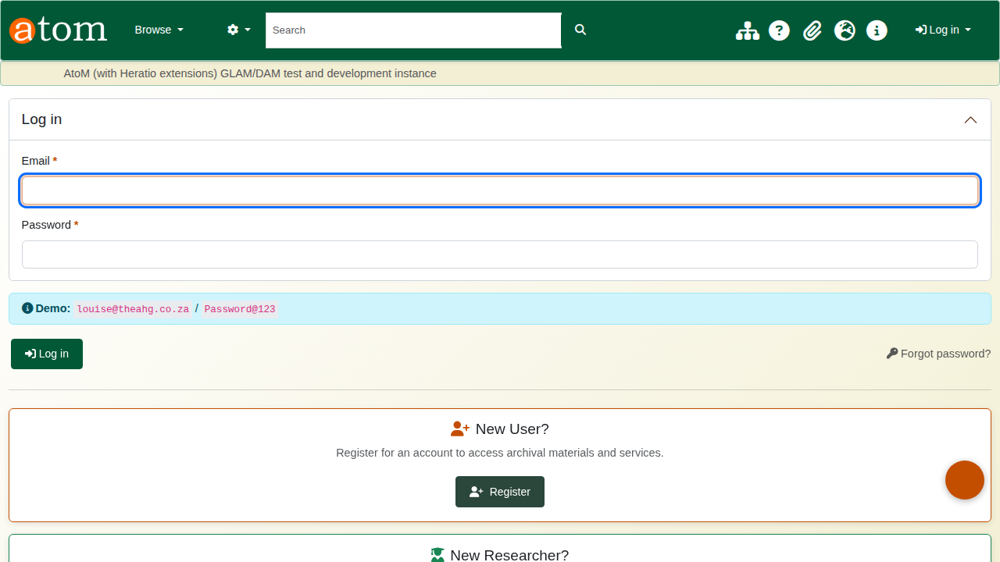 atom
Browse
Search
Log in
AtoM (with Heratio extensions) GLAM/DAM test and development instance
Log in
Email *
Password *
Demo: louise@theahg.co.za / Password@123
Log in
Forgot password?
New User?
Register for an account to access archival materials and services.
Register
New Researcher?